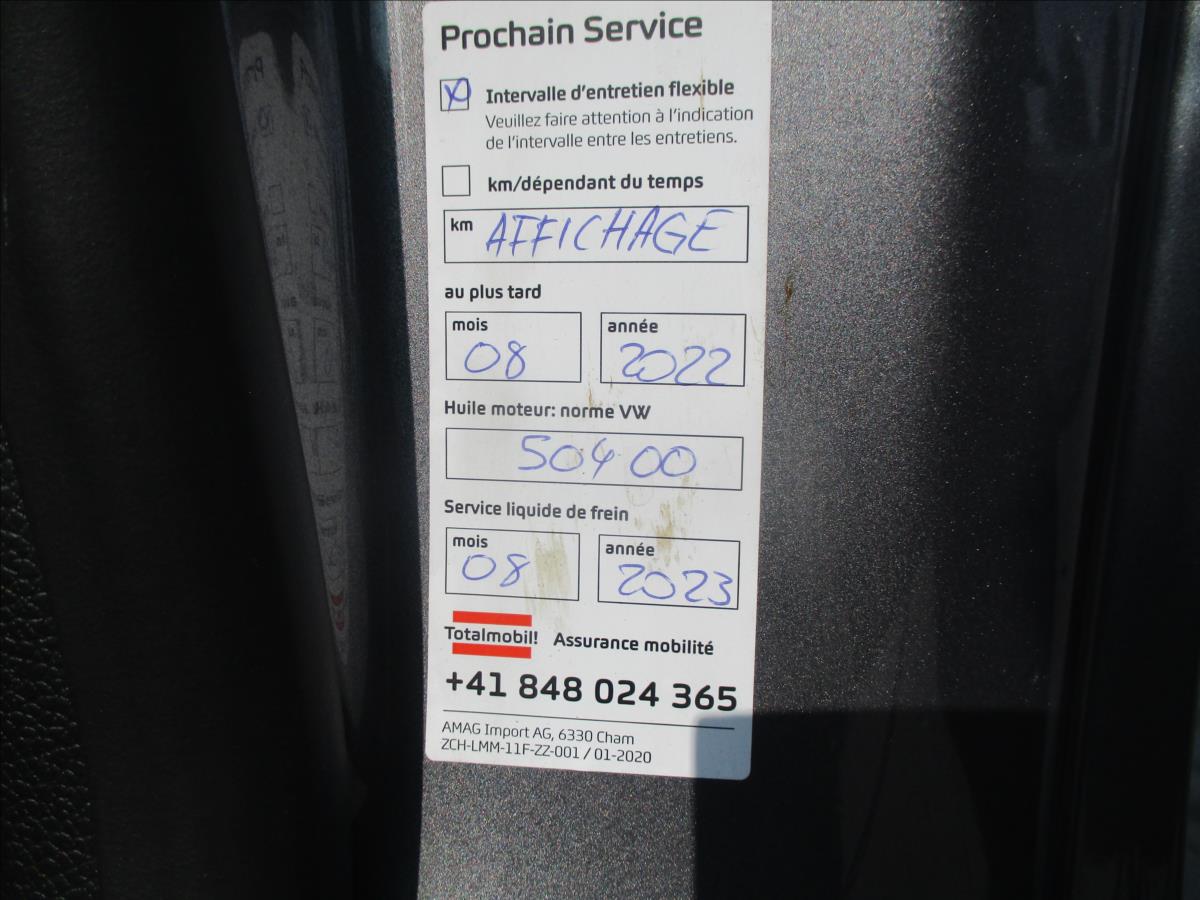 Prochain Service
X Intervalle d'entretien flexible
Veuillez faire attention à l'indication
de l'intervalle entre les entretiens.
km/dépendant du temps
km AFFICHAGE
au plus tard
mois année
08 2022
Huile moteur: norme VW
504 00
Service liquide de frein
mois année
08 2023
Totalmobil! Assurance mobilité
+41 848 024 365
AMAG Import AG, 6330 Cham
ZCH-LMM-11F-ZZ-001 / 01-2020